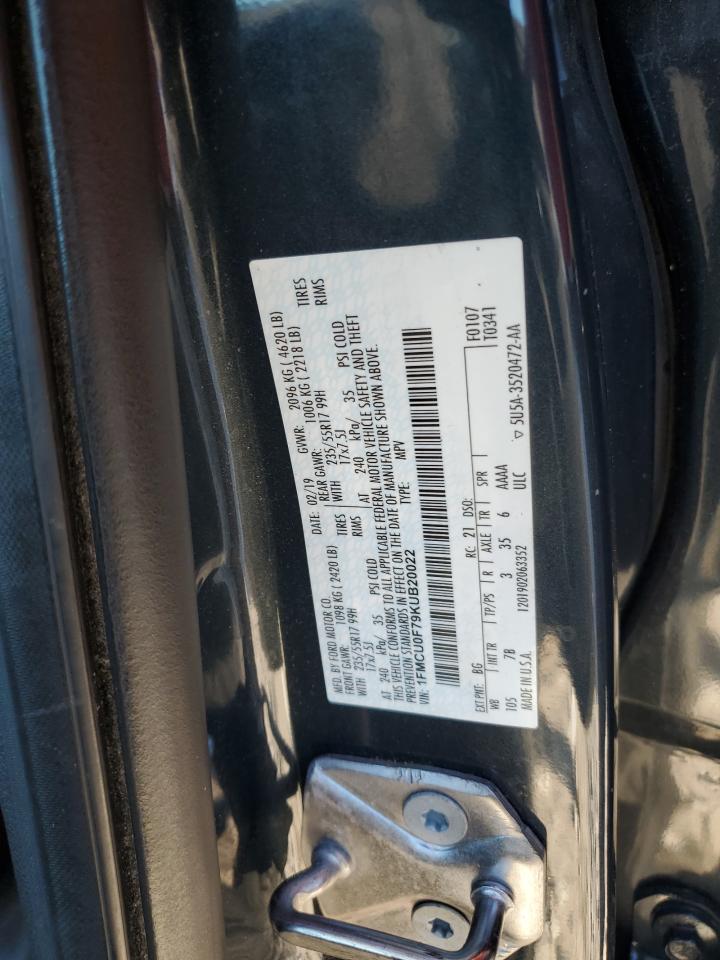 MFD. BY FORD MOTOR CO. DATE: 02/19 GVWR: 2096 KG ( 4620 LB)
FRONT GAWR: 1098 KG ( 2420 LB) REAR GAWR: 1006 KG ( 2218 LB)
WITH 235/55R17 99H TIRES WITH 235/55R17 99H TIRES
17x7.5J RIMS 17x7.5J RIMS
AT 240 kPa/ 35 PSI COLD AT 240 kPa/ 35 PSI COLD
THIS VEHICLE CONFORMS TO ALL APPLICABLE FEDERAL MOTOR VEHICLE SAFETY AND THEFT
PREVENTION STANDARDS IN EFFECT ON THE DATE OF MANUFACTURE SHOWN ABOVE.
VIN: 1FMCU0F79KUB20022 TYPE: MPV
F0107
T0341
EXT PNT: BG RC: 21 DSO:
WB INT TR TP/PS R AXLE TR SPR
105 7B 3 35 6 AAAA
MADE IN U.S.A. 1201902063352 ULC
5U5A-3520472-AA